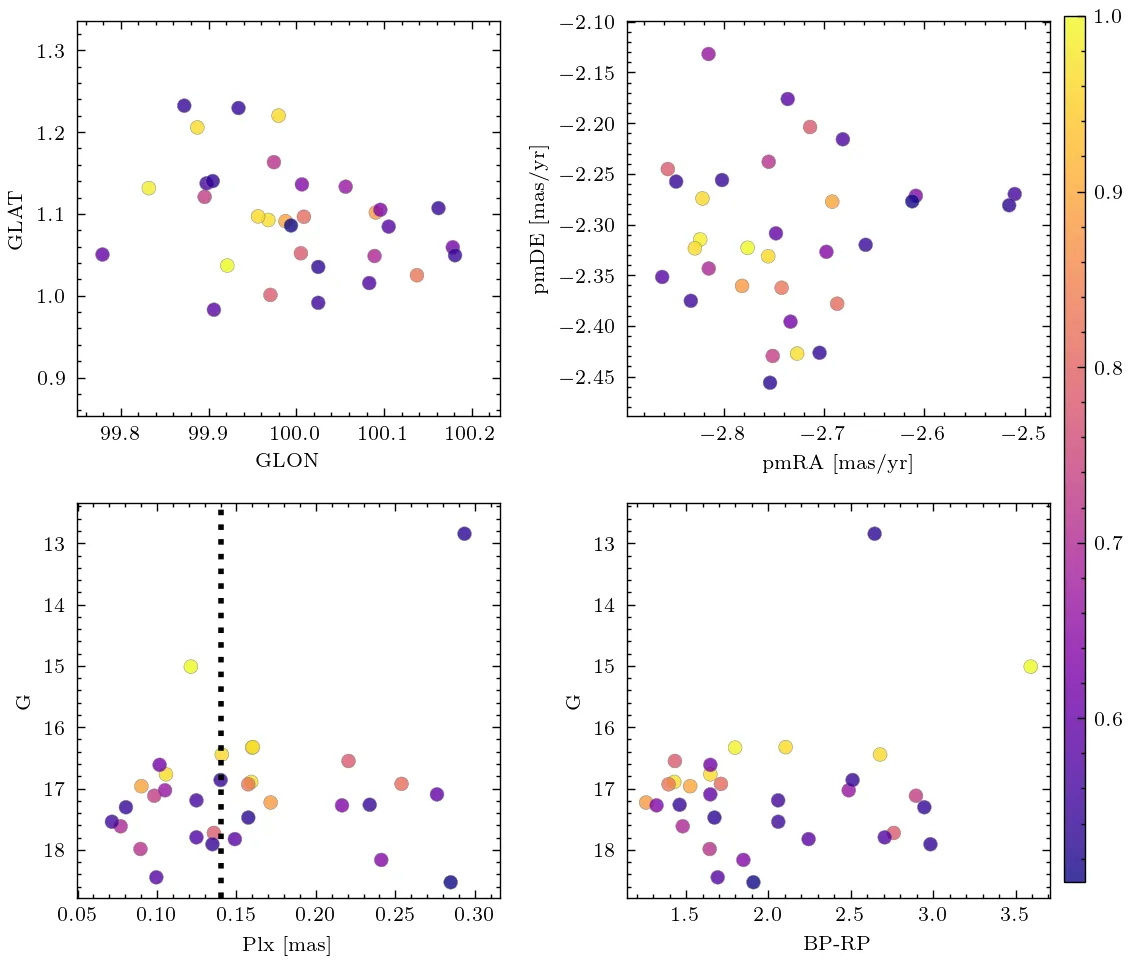 1.3
1.2
1.1
1.0
0.9
GLAT
99.8 99.9 100.0 100.1 100.2
GLON
−2.10
−2.15
−2.20
−2.25
−2.30
−2.35
−2.40
−2.45
pmDE [mas/yr]
−2.8 −2.7 −2.6 −2.5
pmRA [mas/yr]
13
14
15
16
17
18
G
0.05 0.10 0.15 0.20 0.25 0.30
Plx [mas]
13
14
15
16
17
18
G
1.5 2.0 2.5 3.0 3.5
BP-RP
1.0
0.9
0.8
0.7
0.6